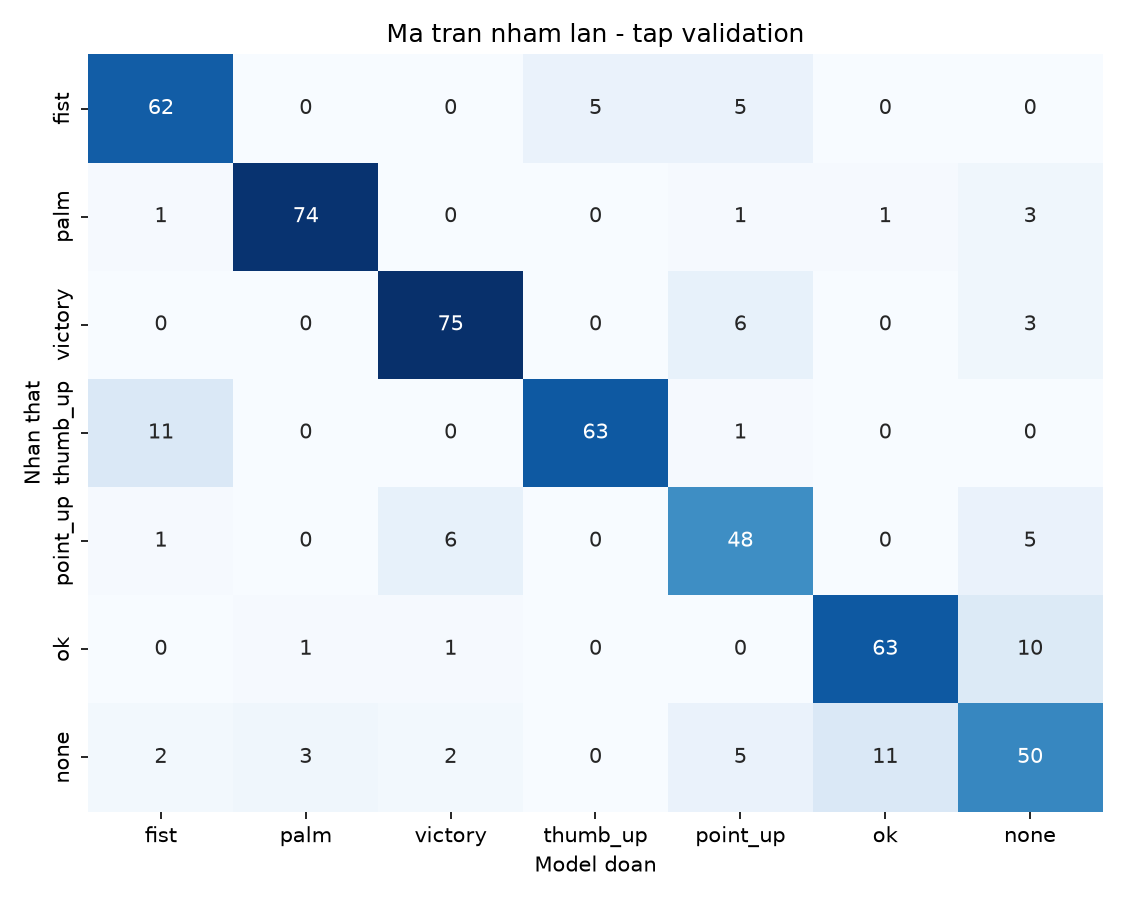 Ma tran nham lan - tap validation
Nhan that
fist 62 0 0 5 5 0 0
palm 1 74 0 0 1 1 3
victory 0 0 75 0 6 0 3
thumb_up 11 0 0 63 1 0 0
point_up 1 0 6 0 48 0 5
ok 0 1 1 0 0 63 10
none 2 3 2 0 5 11 50
fist palm victory thumb_up point_up ok none
Model doan